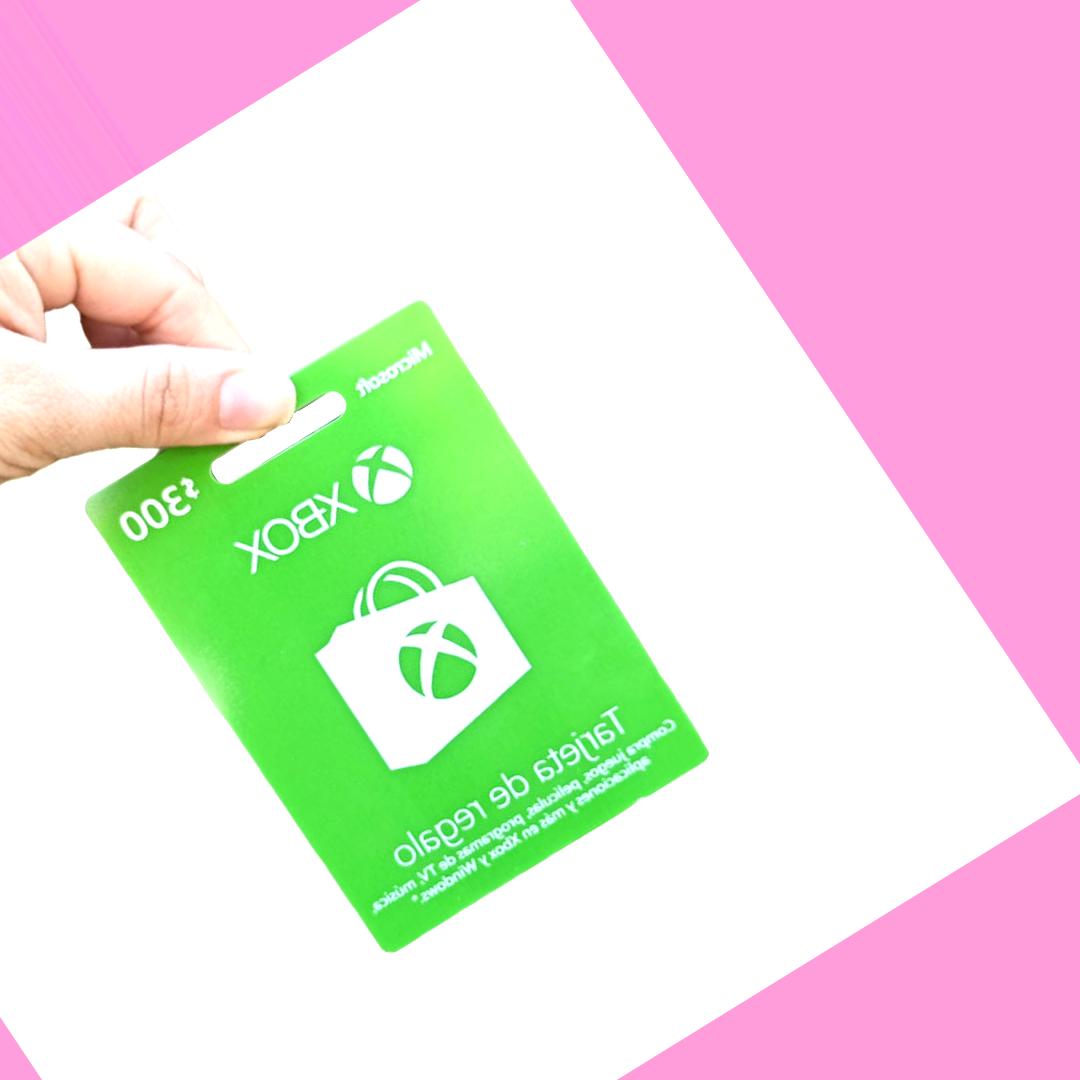 Microsoft
$300
XBOX
Tarjeta de regalo
Compra juegos, películas, programas de TV, música,
aplicaciones y más en Xbox y Windows.*